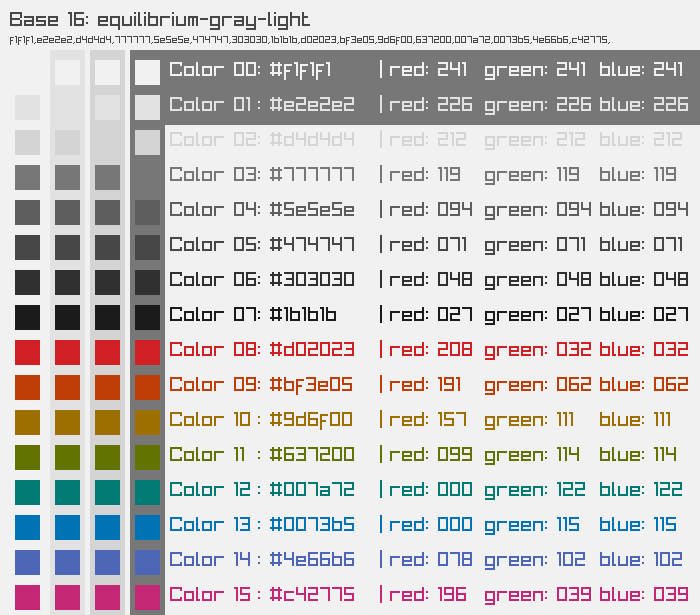 Base 16: equilibrium-gray-light
f1f1f1,e2e2e2,d4d4d4,777777,5e5e5e,474747,303030,1b1b1b,d02023,bf3e05,9d6f00,637200,007a72,0073b5,4e66b6,c42775,
Color 00: #f1f1f1 | red: 241 green: 241 blue: 241
Color 01 : #e2e2e2 | red: 226 green: 226 blue: 226
Color 02: #d4d4d4 | red: 212 green: 212 blue: 212
Color 03: #777777 | red: 119 green: 119 blue: 119
Color 04: #5e5e5e | red: 094 green: 094 blue: 094
Color 05: #474747 | red: 071 green: 071 blue: 071
Color 06: #303030 | red: 048 green: 048 blue: 048
Color 07: #1b1b1b | red: 027 green: 027 blue: 027
Color 08: #d02023 | red: 208 green: 032 blue: 032
Color 09: #bf3e05 | red: 191 green: 062 blue: 062
Color 10 : #9d6f00 | red: 157 green: 111 blue: 111
Color 11 : #637200 | red: 099 green: 114 blue: 114
Color 12 : #007a72 | red: 000 green: 122 blue: 122
Color 13 : #0073b5 | red: 000 green: 115 blue: 115
Color 14 : #4e66b6 | red: 078 green: 102 blue: 102
Color 15 : #c42775 | red: 196 green: 039 blue: 039